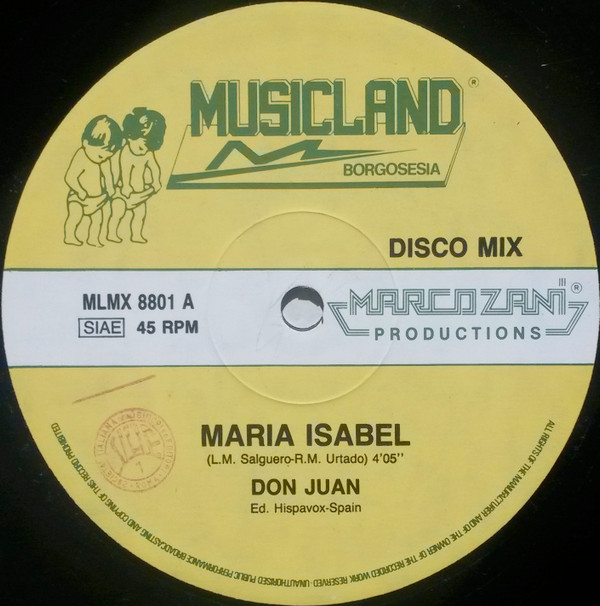 MUSICLAND ®
BORGOSESIA
DISCO MIX
MLMX 8801 A
SIAE 45 RPM
MARCO ZANI ®
PRODUCTIONS
MARIA ISABEL
(L.M. Salguero-R.M. Urtado) 4'05''
DON JUAN
Ed. Hispavox-Spain
ALL RIGHTS OF THE MANUFACTURER AND OF THE OWNER OF THE RECORDED WORK RESERVED-UNAUTHORISED PUBLIC PERFORMANCE BROADCASTING AND COPYING OF THIS RECORD PROHIBITED